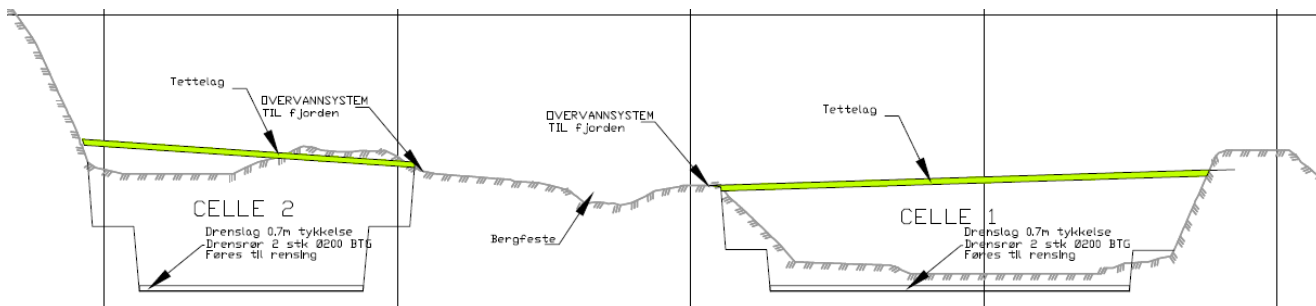 Tettelag
OVERVANNSYSTEM
TIL fjorden
CELLE 2
Drenslag 0.7m tykkelse
Drensrør 2 stk Ø200 BTG
Føres til rensing
Bergfeste
OVERVANNSYSTEM
TIL fjorden
Tettelag
CELLE 1
Drenslag 0.7m tykkelse
Drensrør 2 stk Ø200 BTG
Føres til rensing